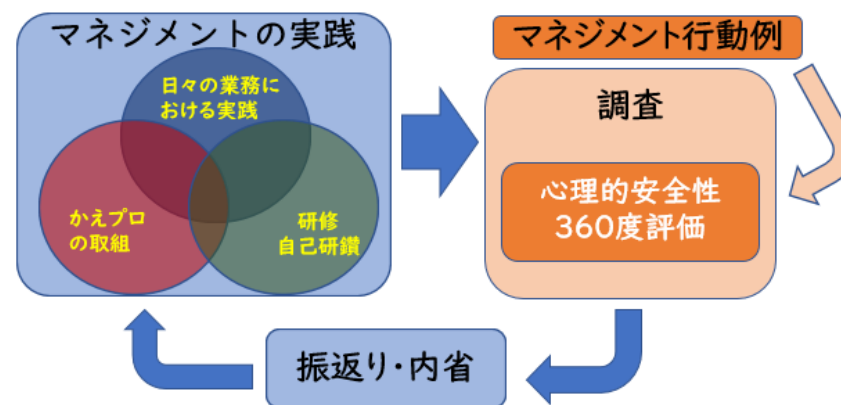 マネジメントの実践
日々の業務に
おける実践
かえプロ
の取組
研修
自己研鑽
マネジメント行動例
調査
心理的安全性
360度評価
振返り・内省